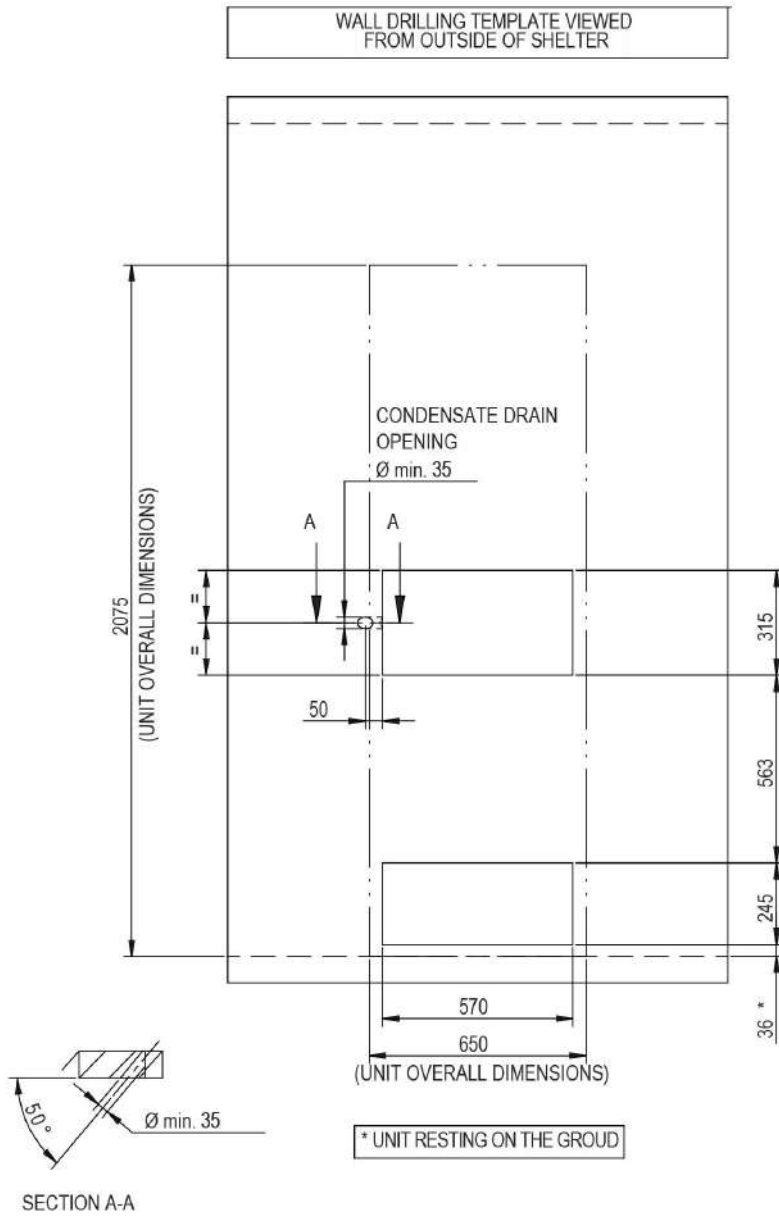 WALL DRILLING TEMPLATE VIEWED
FROM OUTSIDE OF SHELTER
CONDENSATE DRAIN
OPENING
Ø min. 35
A
A
2075
(UNIT OVERALL DIMENSIONS)
=
=
315
50
563
245
570
36 *
650
(UNIT OVERALL DIMENSIONS)
50°
Ø min. 35
* UNIT RESTING ON THE GROUD
SECTION A-A